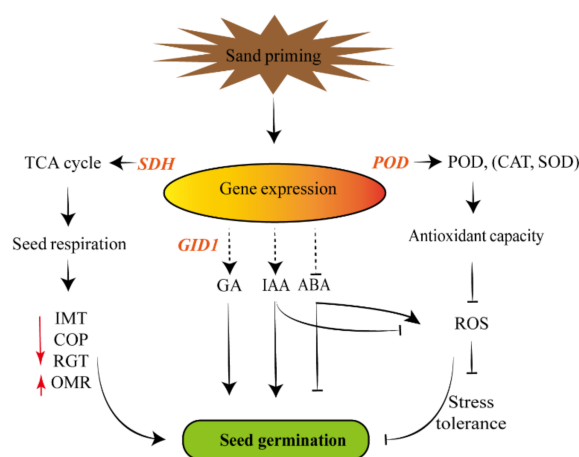 Sand priming
TCA cycle
SDH
POD
POD, (CAT, SOD)
Gene expression
Seed respiration
GID1
Antioxidant capacity
GA
IAA
ABA
IMT
COP
RGT
OMR
ROS
Stress
tolerance
Seed germination